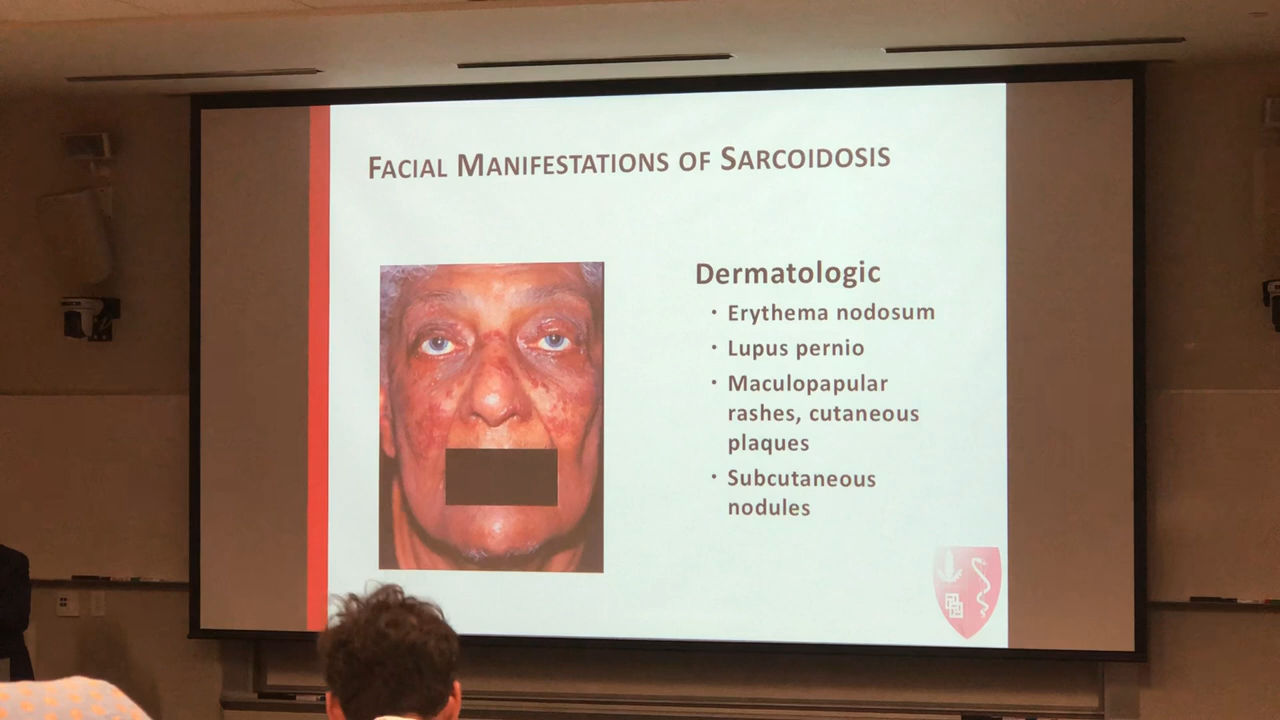 FACIAL MANIFESTATIONS OF SARCOIDOSIS
Dermatologic
• Erythema nodosum
• Lupus pernio
• Maculopapular
rashes, cutaneous
plaques
• Subcutaneous
nodules